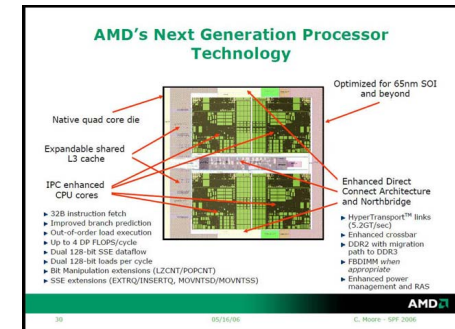 AMD's Next Generation Processor
Technology
Optimized for 65nm SOI
and beyond
Native quad core die
Expandable shared
L3 cache
IPC enhanced
CPU cores
Enhanced Direct
Connect Architecture
and Northbridge
► 32B instruction fetch
► Improved branch prediction
► Out-of-order load execution
► Up to 4 DP FLOPS/cycle
► Dual 128-bit SSE dataflow
► Dual 128-bit loads per cycle
► Bit Manipulation extensions (LZCNT/POPCNT)
► SSE extensions (EXTRQ/INSERTQ, MOVNTSD/MOVNTSS)
► HyperTransport™ links
(5.2GT/sec)
► Enhanced crossbar
► DDR2 with migration
path to DDR3
► FBDIMM when
appropriate
► Enhanced power
management and RAS
AMD
30
05/16/06
C. Moore - SPF 2006